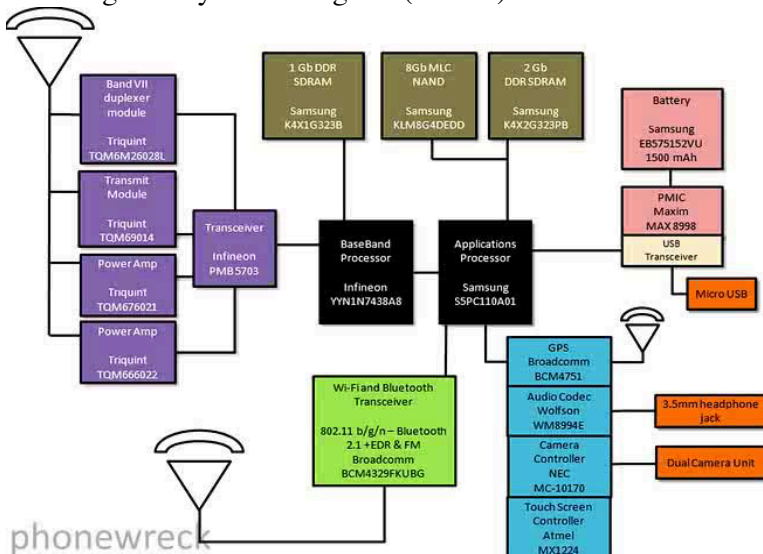 Band VII
duplexer
module
Triquint
TQM6M26028L
Transmit
Module
Triquint
TQM69014
Power Amp
Triquint
TQM676021
Power Amp
Triquint
TQM666022
Transceiver
Infineon
PMB5703
1 Gb DDR
SDRAM
Samsung
K4X1G323B
8Gb MLC
NAND
Samsung
KLM8G4DEDD
2 Gb
DDR SDRAM
Samsung
K4X2G323PB
BaseBand
Processor
Infineon
YYN1N7438A8
Applications
Processor
Samsung
S5PC110A01
Battery
Samsung
EB575152VU
1500 mAh
PMIC
Maxim
MAX 8998
USB
Transceiver
Micro USB
GPS
Broadcomm
BCM4751
Audio Codec
Wolfson
WM8994E
3.5mm headphone
jack
Camera
Controller
NEC
MC-10170
Dual Camera Unit
Touch Screen
Controller
Atmel
MX1224
Wi-Fi and Bluetooth
Transceiver
802.11 b/g/n – Bluetooth
2.1 +EDR & FM
Broadcomm
BCM4329FKUBG
phonewreck